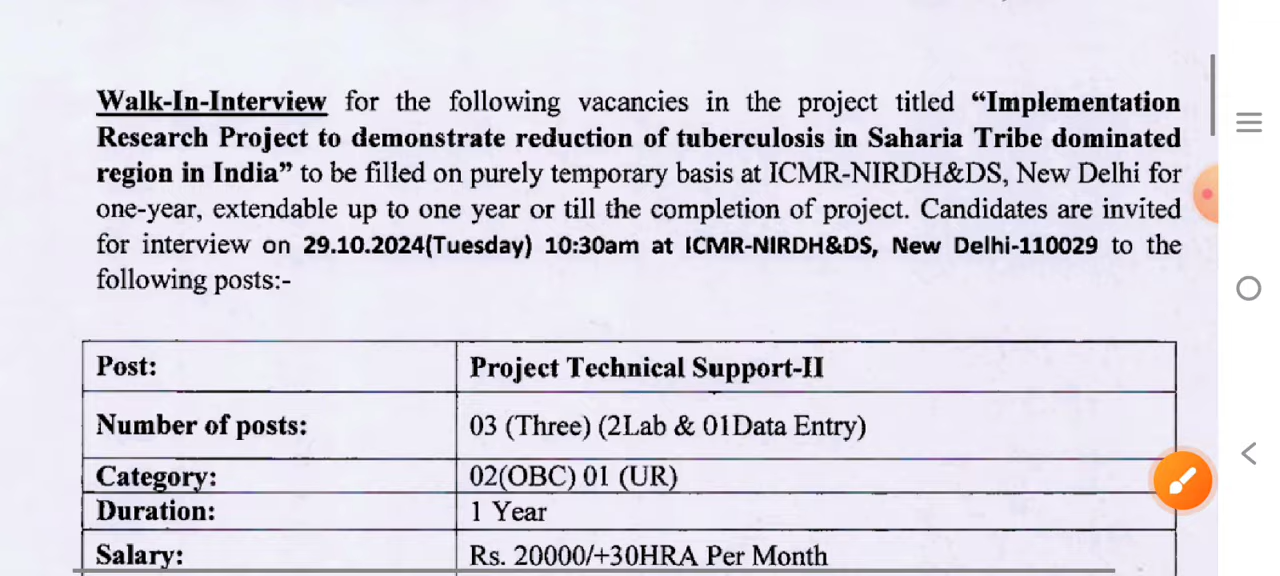 Walk-In-Interview for the following vacancies in the project titled “Implementation
Research Project to demonstrate reduction of tuberculosis in Saharia Tribe dominated
region in India” to be filled on purely temporary basis at ICMR-NIRDH&DS, New Delhi for
one-year, extendable up to one year or till the completion of project. Candidates are invited
for interview on 29.10.2024(Tuesday) 10:30am at ICMR-NIRDH&DS, New Delhi-110029 to the
following posts:-
Post: Project Technical Support-II
Number of posts: 03 (Three) (2Lab & 01Data Entry)
Category: 02(OBC) 01 (UR)
Duration: 1 Year
Salary: Rs. 20000/+30HRA Per Month